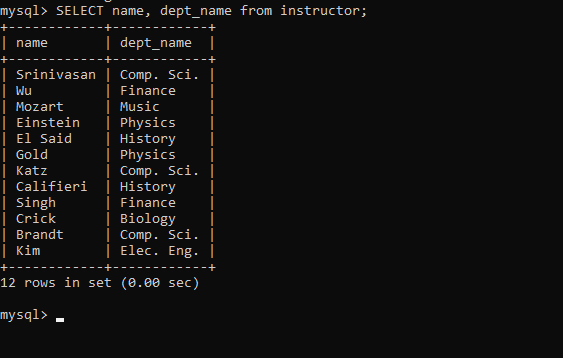 mysql> SELECT name, dept_name from instructor;
+------------+------------+
| name       | dept_name  |
+------------+------------+
| Srinivasan | Comp. Sci. |
| Wu         | Finance    |
| Mozart     | Music      |
| Einstein   | Physics    |
| El Said    | History    |
| Gold       | Physics    |
| Katz       | Comp. Sci. |
| Califieri  | History    |
| Singh      | Finance    |
| Crick      | Biology    |
| Brandt     | Comp. Sci. |
| Kim        | Elec. Eng. |
+------------+------------+
12 rows in set (0.00 sec)
mysql>